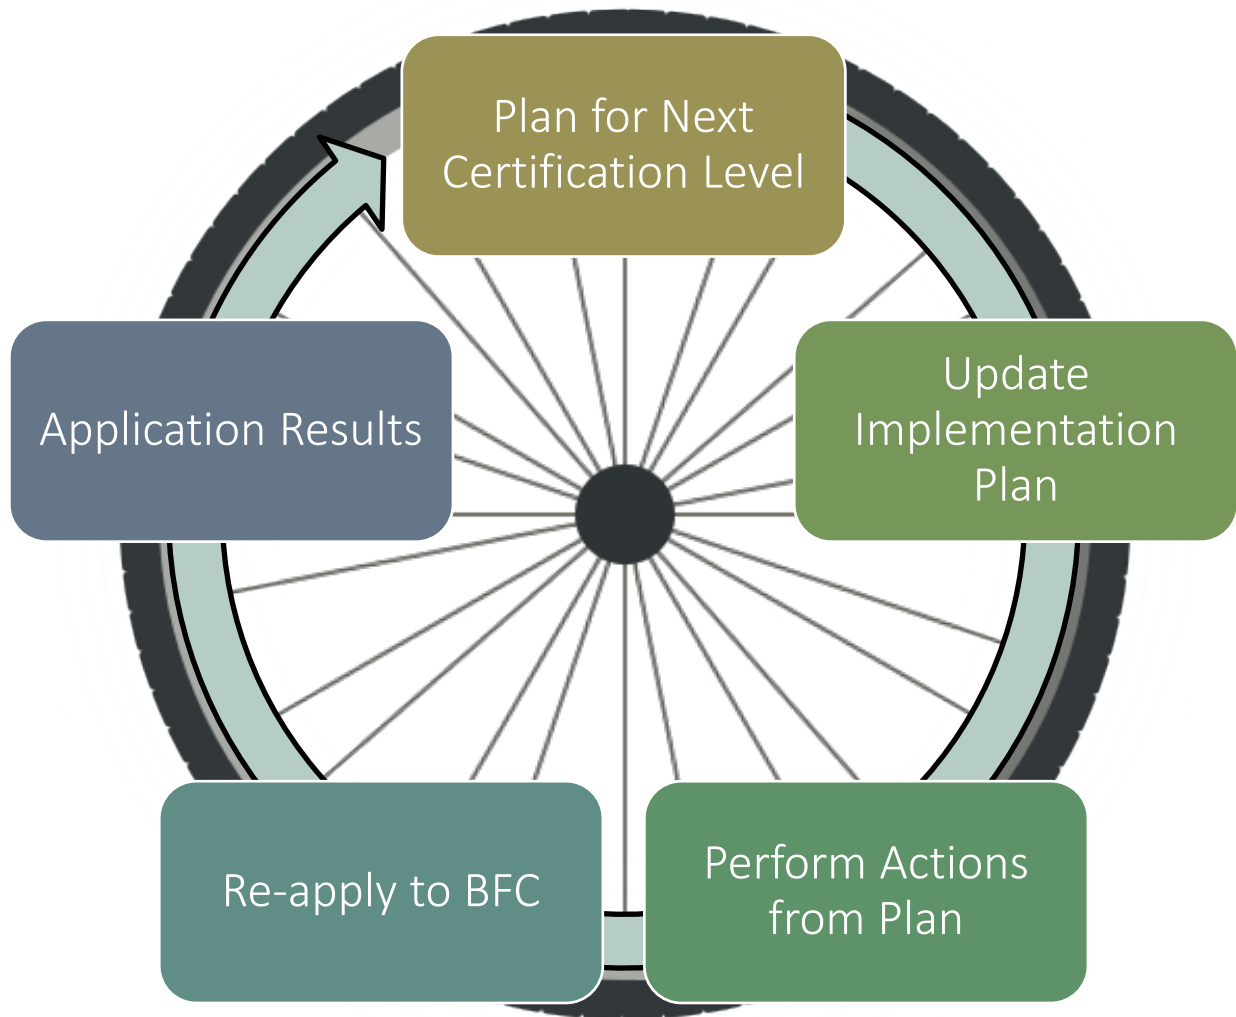 Plan for Next
Certification Level
Update
Implementation
Plan
Perform Actions
from Plan
Re-apply to BFC
Application Results